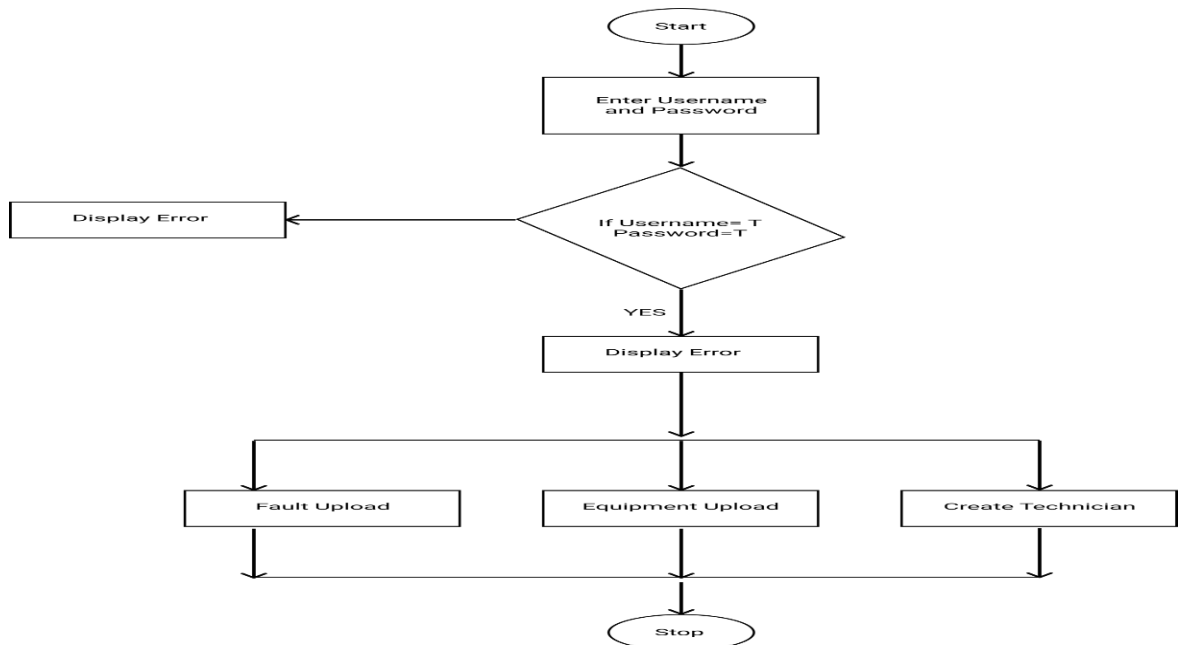 Start
Enter Username
and Password
Display Error
If Username= T
Password=T
YES
Display Error
Fault Upload
Equipment Upload
Create Technician
Stop